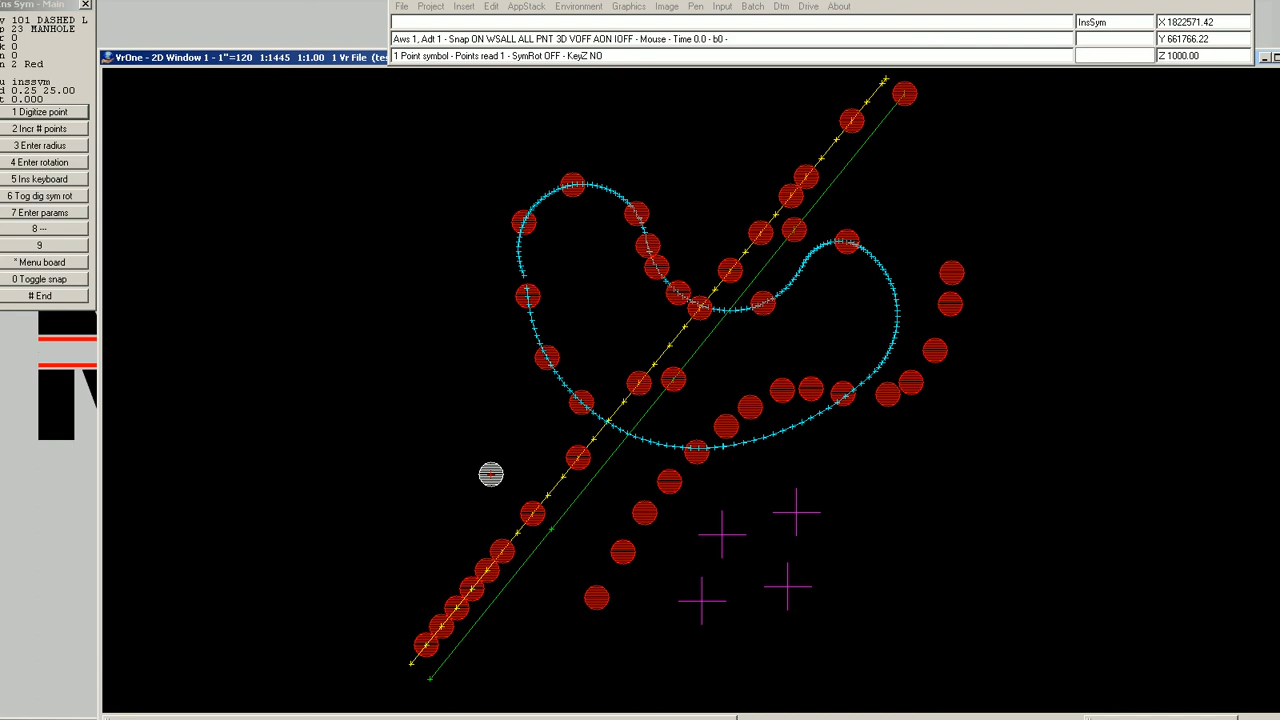 Ins Sym - Main
File Project Insert Edit AppStack Environment Graphics Image Pen Input Batch Dtm Drive About
InsSym X 1822571.42
Aws 1, Adt 1 - Snap ON WSALL ALL PNT 3D VOFF AON IOFF - Mouse - Time 0.0 - b0 - Y 661766.22
1 Point symbol - Points read 1 - SymRot OFF - KeyZ NO Z 1000.00
VrOne - 2D Window 1 - 1"=120 1:1445 1:1.00 1 Vr File (tes
101 DASHED L
23 MANHOLE
0
0
2 Red
inssym
0.25 25.00
0.000
1 Digitize point
2 Incr # points
3 Enter radius
4 Enter rotation
5 Ins keyboard
6 Tog dig sym rot
7 Enter params
8 ---
9
* Menu board
0 Toggle snap
# End